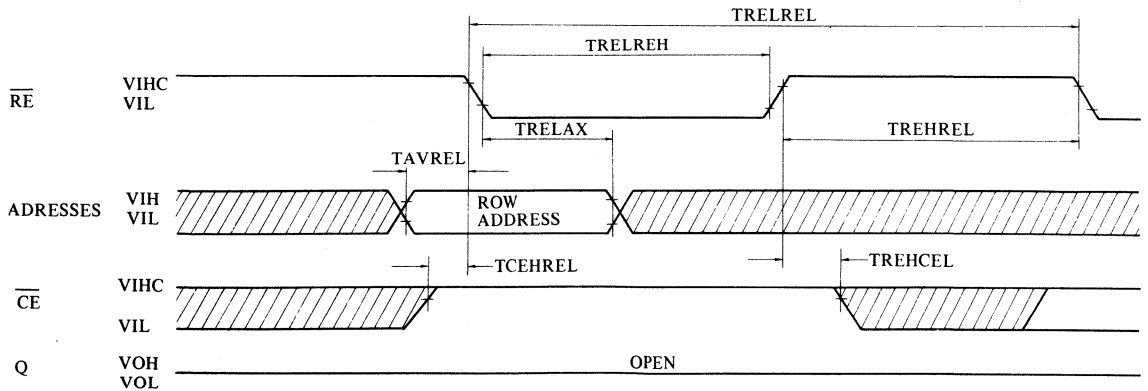 TRELREL
TRELREH
RE
VIHC
VIL
TRELAX
TREHREL
TAVREL
ADRESSES
VIH
VIL
ROW
ADDRESS
TCEHREL
TREHCEL
CE
VIHC
VIL
Q
VOH
VOL
OPEN